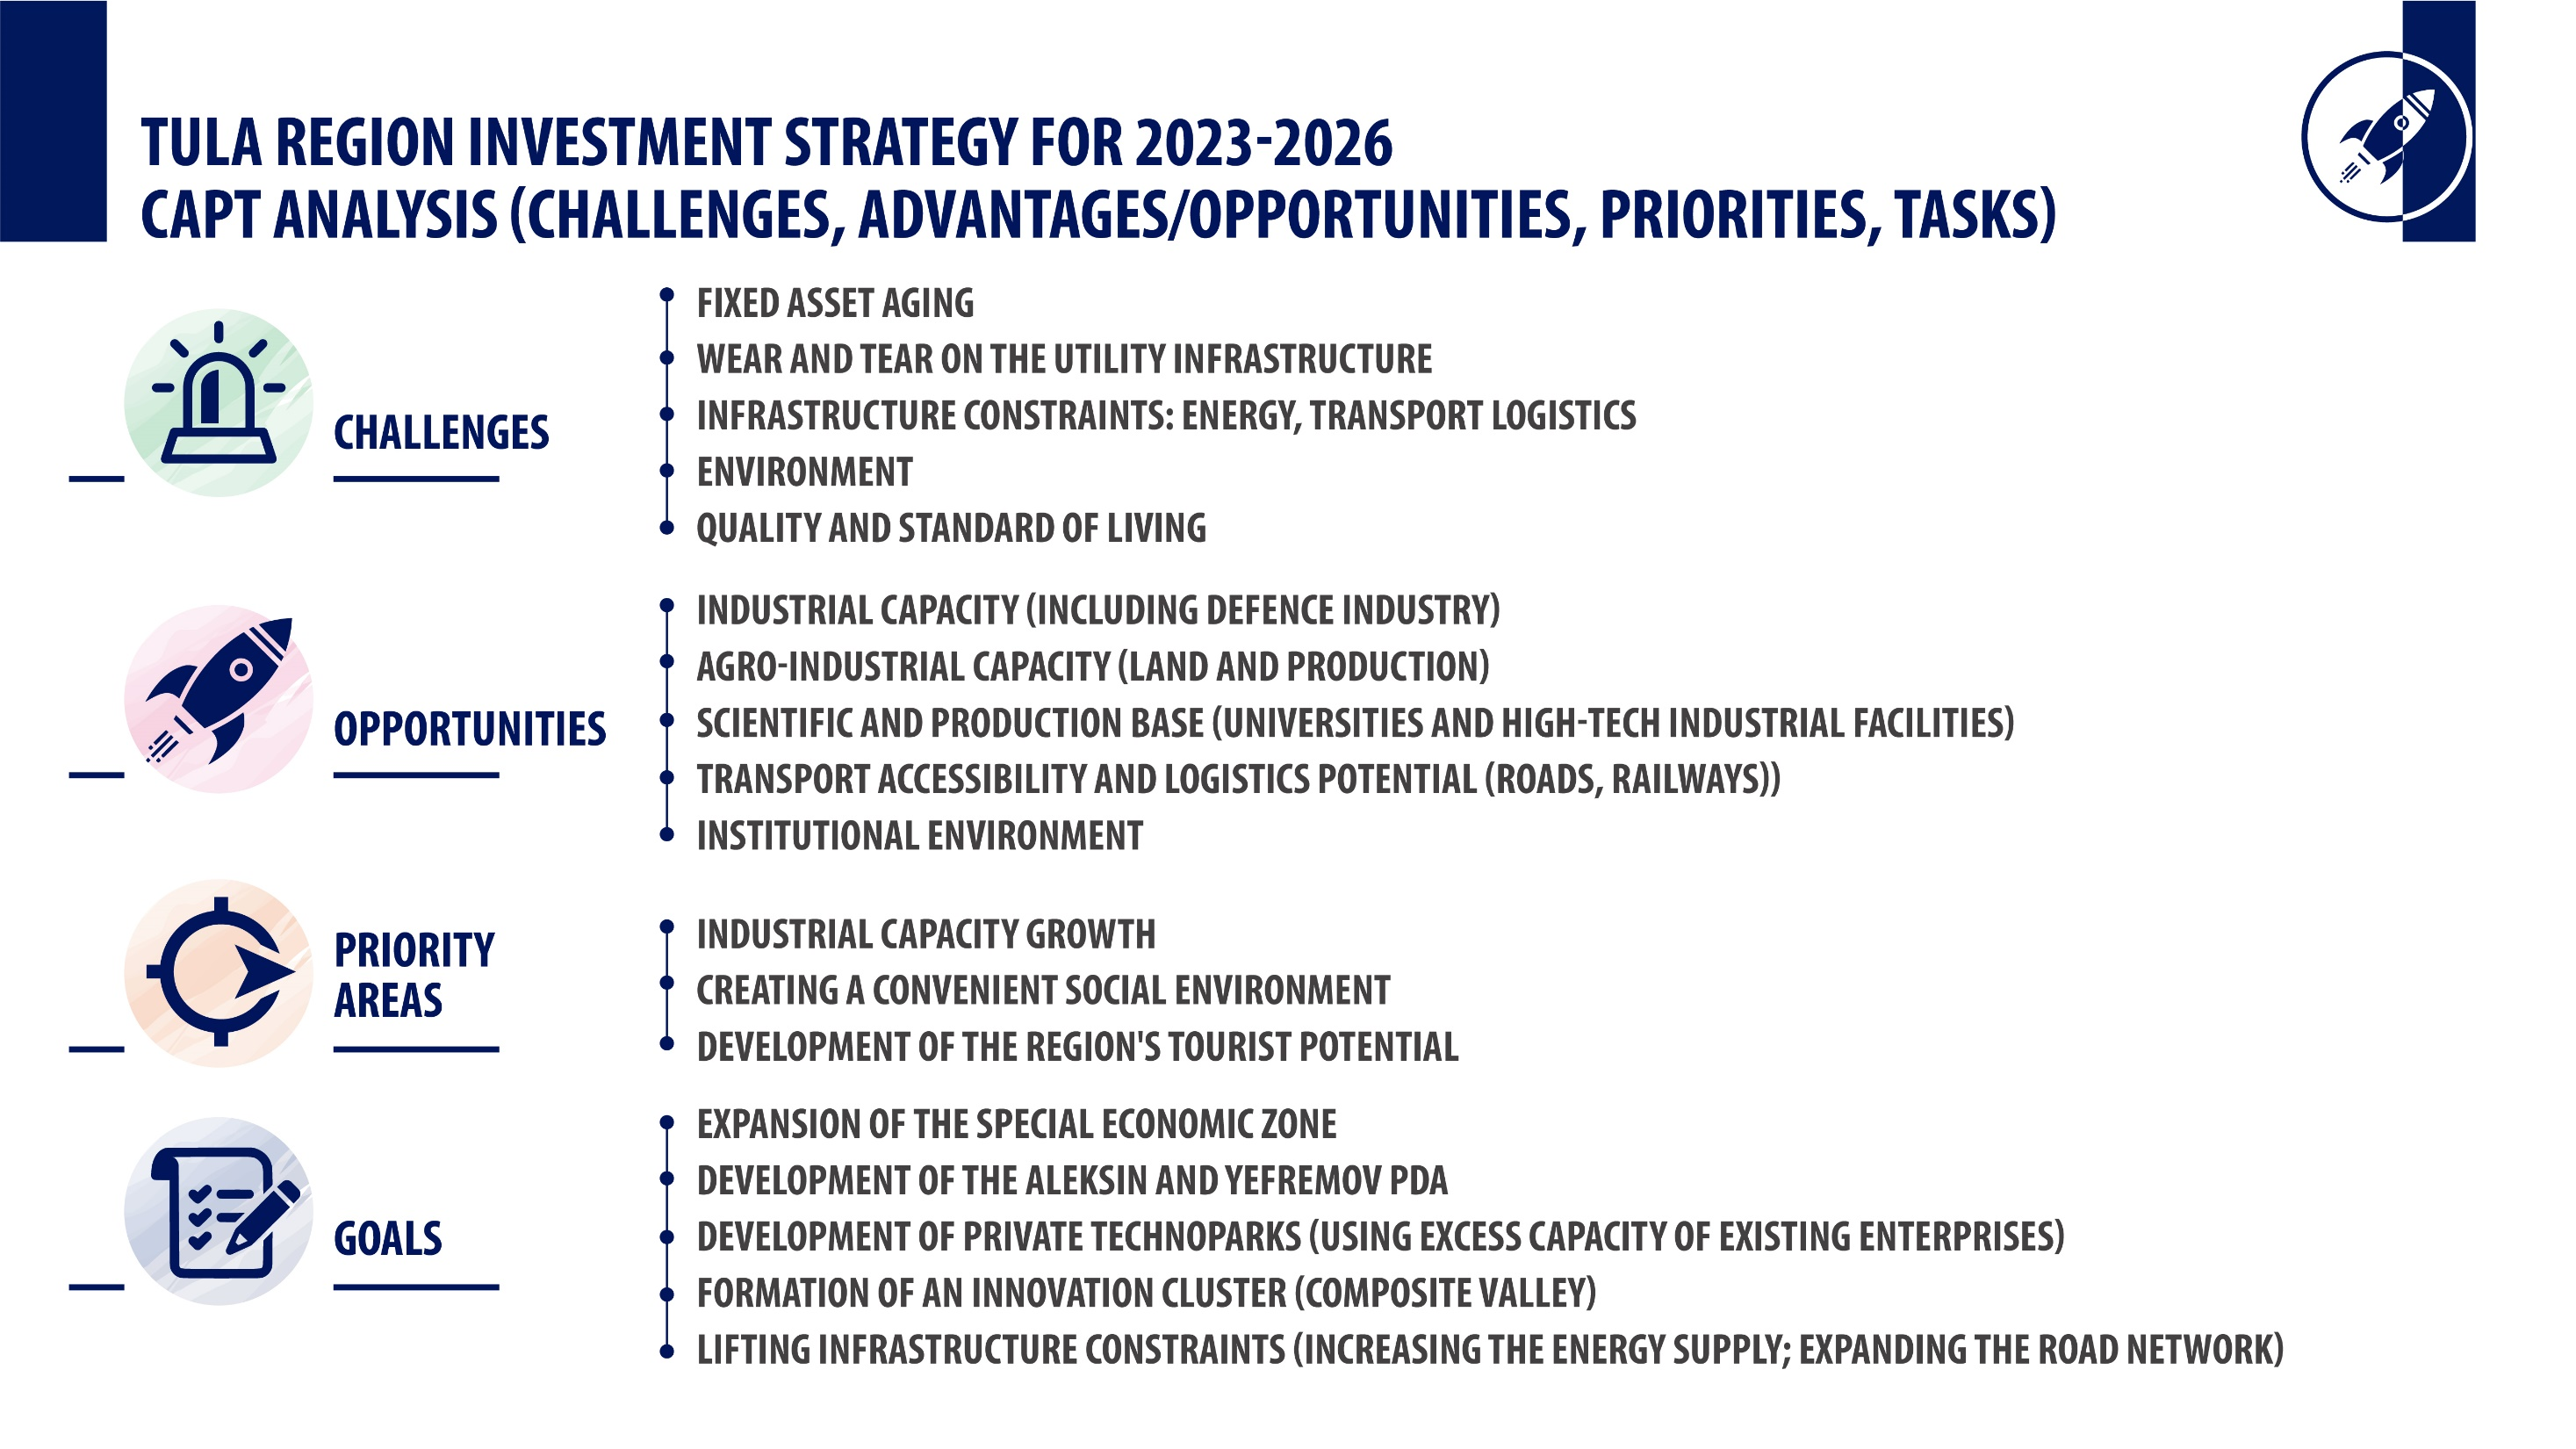 TULA REGION INVESTMENT STRATEGY FOR 2023-2026
CAPT ANALYSIS (CHALLENGES, ADVANTAGES/OPPORTUNITIES, PRIORITIES, TASKS)
CHALLENGES
FIXED ASSET AGING
WEAR AND TEAR ON THE UTILITY INFRASTRUCTURE
INFRASTRUCTURE CONSTRAINTS: ENERGY, TRANSPORT LOGISTICS
ENVIRONMENT
QUALITY AND STANDARD OF LIVING
OPPORTUNITIES
INDUSTRIAL CAPACITY (INCLUDING DEFENCE INDUSTRY)
AGRO-INDUSTRIAL CAPACITY (LAND AND PRODUCTION)
SCIENTIFIC AND PRODUCTION BASE (UNIVERSITIES AND HIGH-TECH INDUSTRIAL FACILITIES)
TRANSPORT ACCESSIBILITY AND LOGISTICS POTENTIAL (ROADS, RAILWAYS))
INSTITUTIONAL ENVIRONMENT
PRIORITY
AREAS
INDUSTRIAL CAPACITY GROWTH
CREATING A CONVENIENT SOCIAL ENVIRONMENT
DEVELOPMENT OF THE REGION'S TOURIST POTENTIAL
GOALS
EXPANSION OF THE SPECIAL ECONOMIC ZONE
DEVELOPMENT OF THE ALEKSIN AND YEFREMOV PDA
DEVELOPMENT OF PRIVATE TECHNOPARKS (USING EXCESS CAPACITY OF EXISTING ENTERPRISES)
FORMATION OF AN INNOVATION CLUSTER (COMPOSITE VALLEY)
LIFTING INFRASTRUCTURE CONSTRAINTS (INCREASING THE ENERGY SUPPLY; EXPANDING THE ROAD NETWORK)